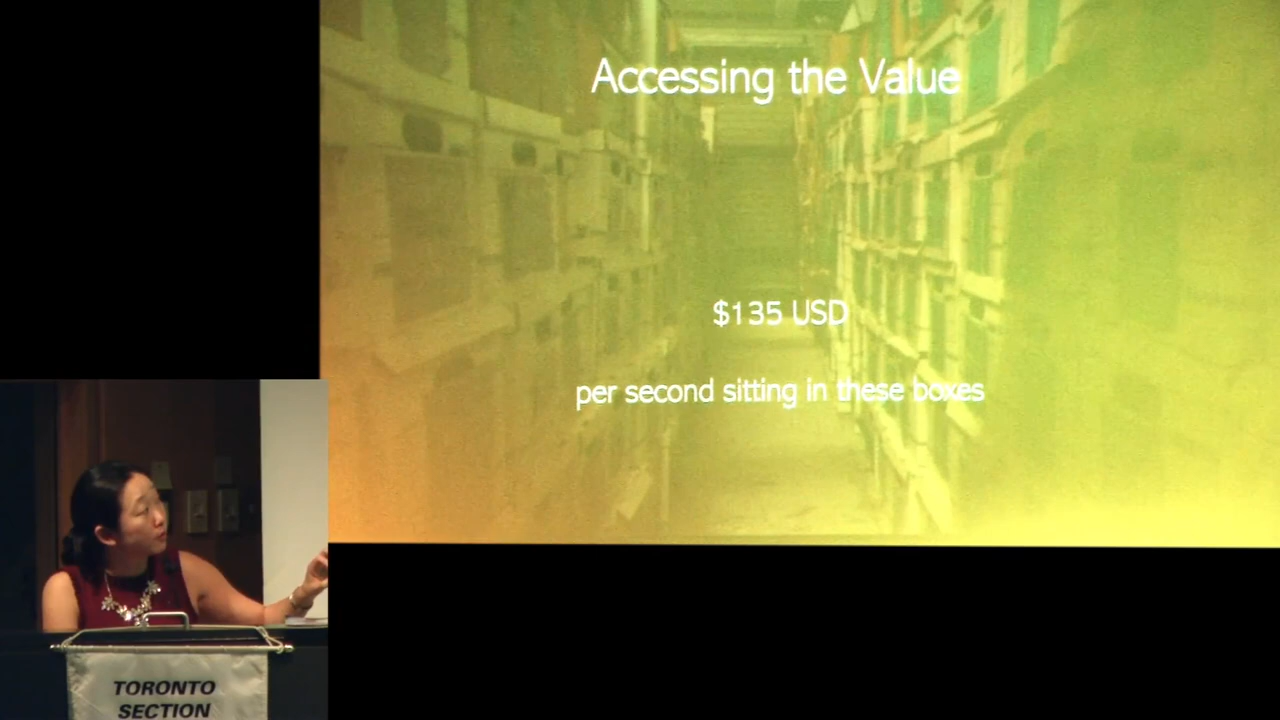 Accessing the Value
$135 USD
per second sitting in these boxes
TORONTO
SECTION